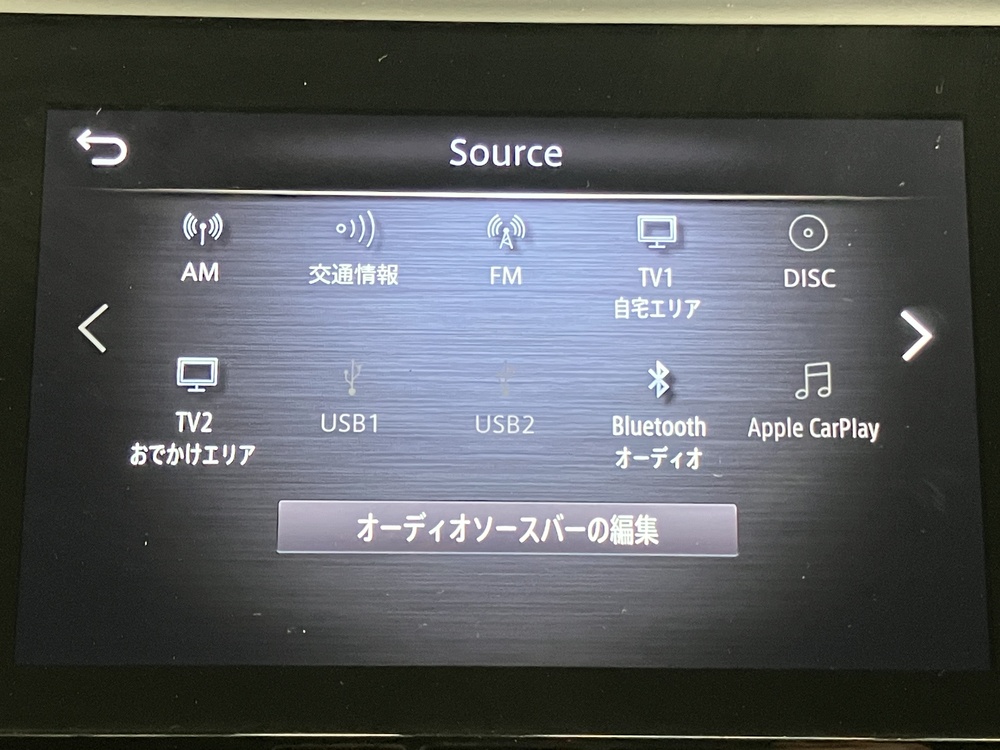 Source
AM
交通情報
FM
TV1
自宅エリア
DISC
TV2
おでかけエリア
USB1
USB2
Bluetooth
オーディオ
Apple CarPlay
オーディオソースバーの編集